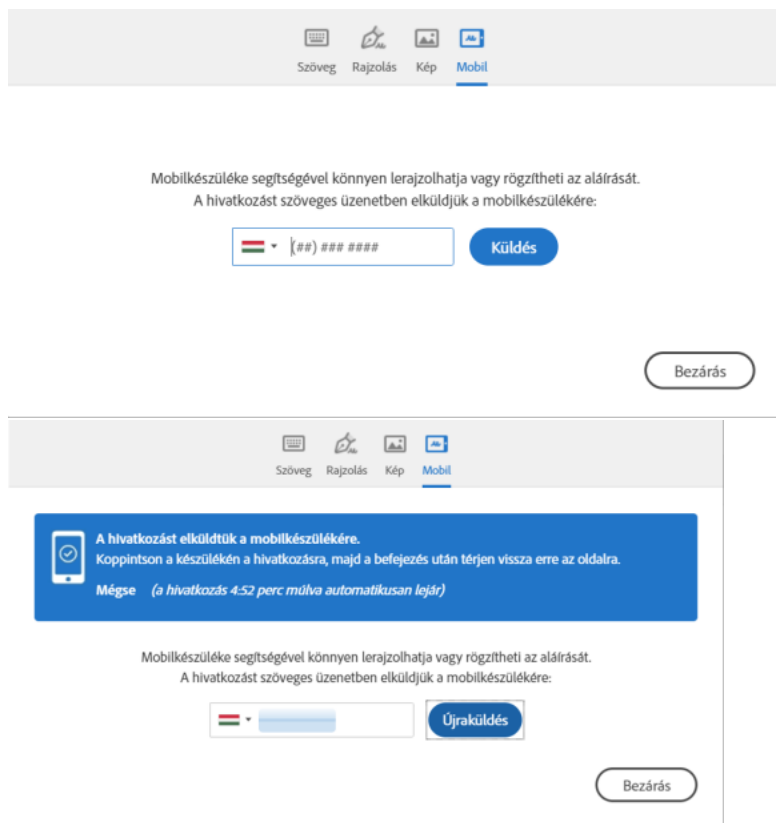 Szöveg Rajzolás Kép Mobil
Mobilkészüléke segítségével könnyen lerajzolhatja vagy rögzítheti az aláírását.
A hivatkozást szöveges üzenetben elküldjük a mobilkészülékére:
(##) ### #### Küldés
Bezárás
Szöveg Rajzolás Kép Mobil
A hivatkozást elküldtük a mobilkészülékére.
Koppintson a készülékén a hivatkozásra, majd a befejezés után térjen vissza erre az oldalra.
Mégse (a hivatkozás 4:52 perc múlva automatikusan lejár)
Mobilkészüléke segítségével könnyen lerajzolhatja vagy rögzítheti az aláírását.
A hivatkozást szöveges üzenetben elküldjük a mobilkészülékére:
Újraküldés
Bezárás